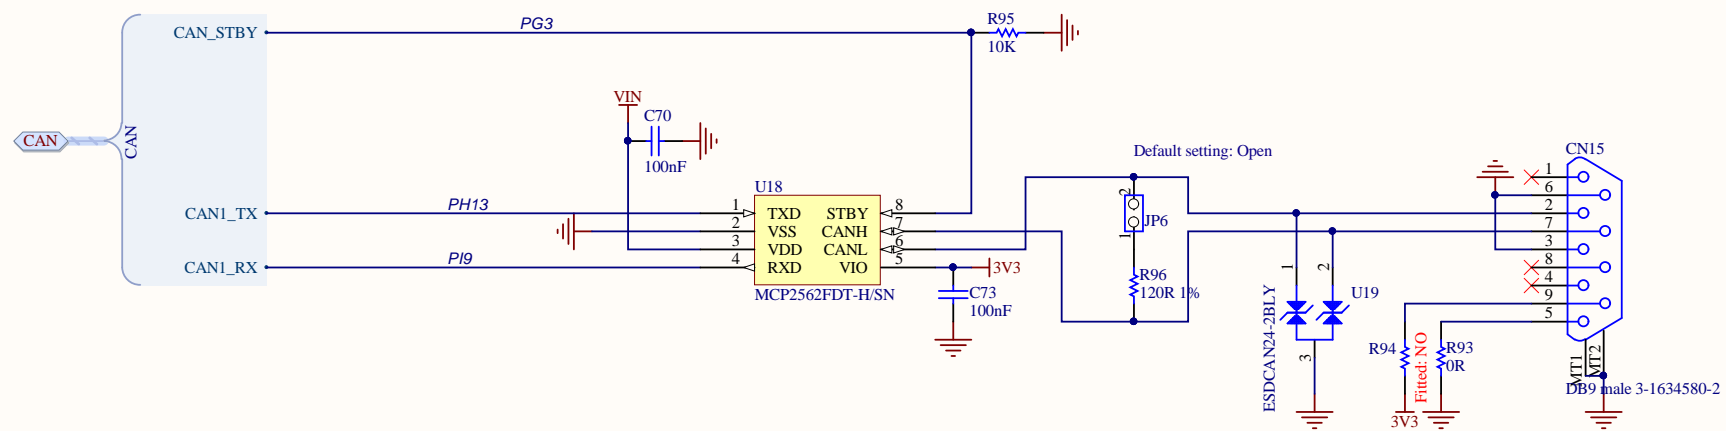 CAN
CAN
CAN_STBY
PG3
R95
10K
VIN
C70
100nF
CAN1_TX
PH13
CAN1_RX
PI9
U18
1 TXD STBY 8
2 VSS CANH 7
3 VDD CANL 6
4 RXD VIO 5
MCP2562FDT-H/SN
3V3
C73
100nF
Default setting: Open
2
JP6
1
R96
120R 1%
1
2
U19
ESDCAN24-2BLY
3
CN15
1
6
2
7
3
8
4
9
5
R94
Fitted: NO
R93
0R
3V3
MT1
MT2
DB9 male 3-1634580-2